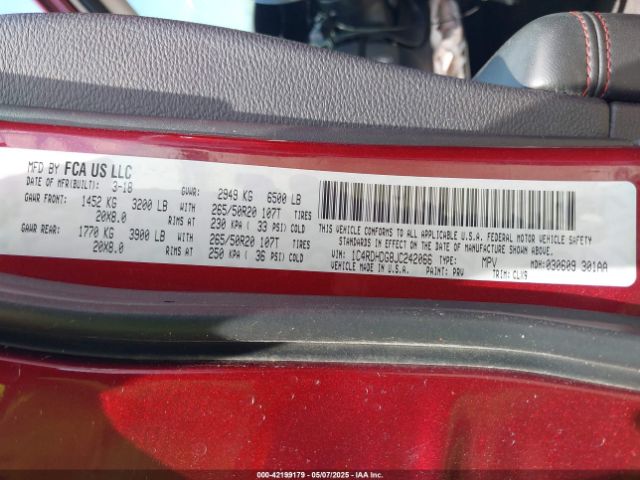 MFD BY FCA US LLC
DATE OF MFR(BUILT): 3-18 GVWR: 2949 KG 6500 LB
GAWR FRONT: 1452 KG 3200 LB WITH 265/50R20 107T TIRES
20X8.0 RIMS AT 230 KPA ( 33 PSI) COLD
GAWR REAR: 1770 KG 3900 LB WITH 265/50R20 107T TIRES
20X8.0 RIMS AT 250 KPA ( 36 PSI) COLD
THIS VEHICLE CONFORMS TO ALL APPLICABLE U.S.A. FEDERAL MOTOR VEHICLE SAFETY
STANDARDS IN EFFECT ON THE DATE OF MANUFACTURE SHOWN ABOVE
VIN: 1C4RDHDG8JC242066 TYPE: MPV MDH:030609 301AA
VEHICLE MADE IN U.S.A. PAINT: PRV TRIM: CLX9
000-42199179 - 05/07/2025 - IAAI.COM